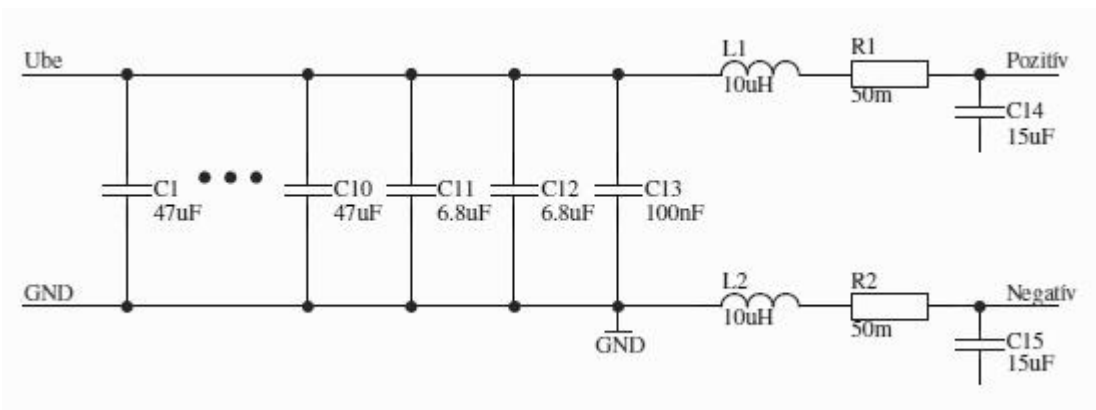 Ube
L1
10uH
R1
50m
Pozitív
C14
15uF
C1
47uF
C10
47uF
C11
6.8uF
C12
6.8uF
C13
100nF
GND
GND
L2
10uH
R2
50m
Negatív
C15
15uF